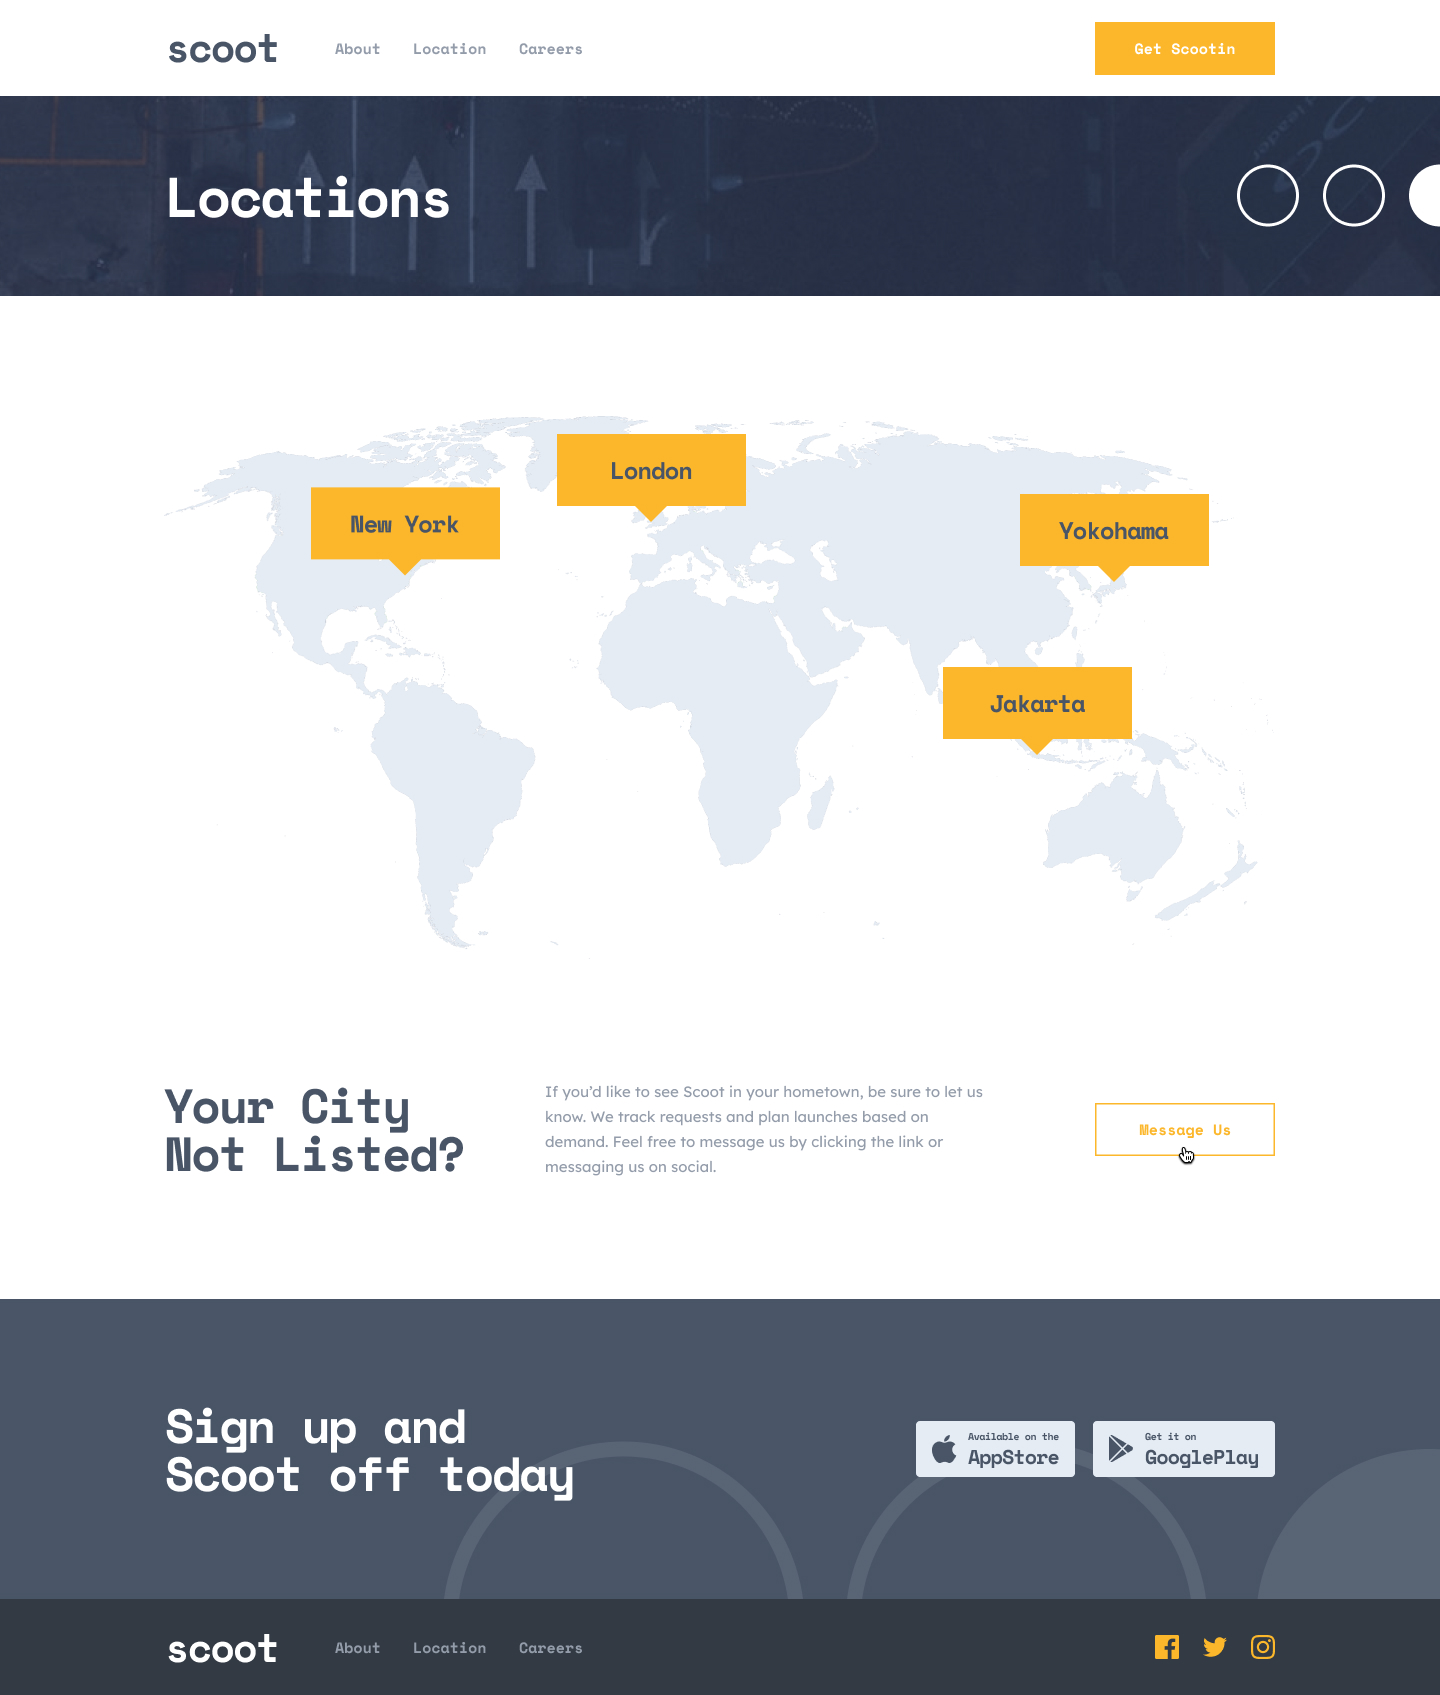 scoot About Location Careers Get Scootin
Locations
London
New York
Yokohama
Jakarta
Your City
Not Listed?
If you’d like to see Scoot in your hometown, be sure to let us
know. We track requests and plan launches based on
demand. Feel free to message us by clicking the link or
messaging us on social.
Message Us
Sign up and
Scoot off today
Available on the
AppStore
Get it on
GooglePlay
scoot About Location Careers